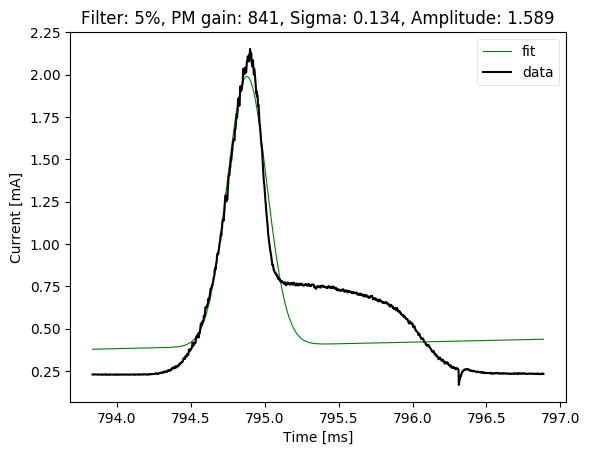 Filter: 5%, PM gain: 841, Sigma: 0.134, Amplitude: 1.589
fit
data
2.25
2.00
1.75
1.50
1.25
1.00
0.75
0.50
0.25
Current [mA]
794.0 794.5 795.0 795.5 796.0 796.5 797.0
Time [ms]